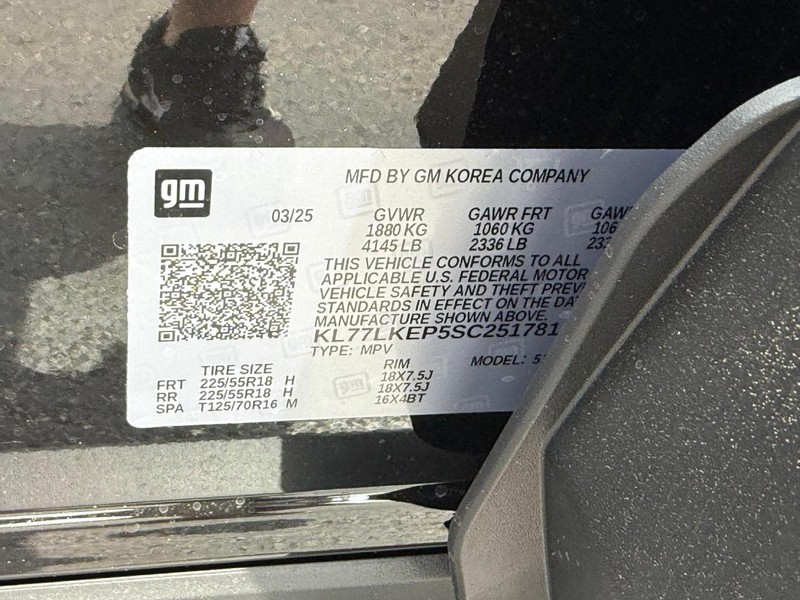 gm
MFD BY GM KOREA COMPANY
03/25 GVWR GAWR FRT
1880 KG 1060 KG
4145 LB 2336 LB
THIS VEHICLE CONFORMS TO ALL
APPLICABLE U.S. FEDERAL MOTOR
VEHICLE SAFETY AND THEFT
STANDARDS IN EFFECT ON THE
MANUFACTURE SHOWN ABOVE.
KL77LKEP5SC251781
TYPE: MPV MODEL:
TIRE SIZE RIM
FRT 225/55R18 H 18X7.5J
RR 225/55R18 H 18X7.5J
SPA T125/70R16 M 16X4BT